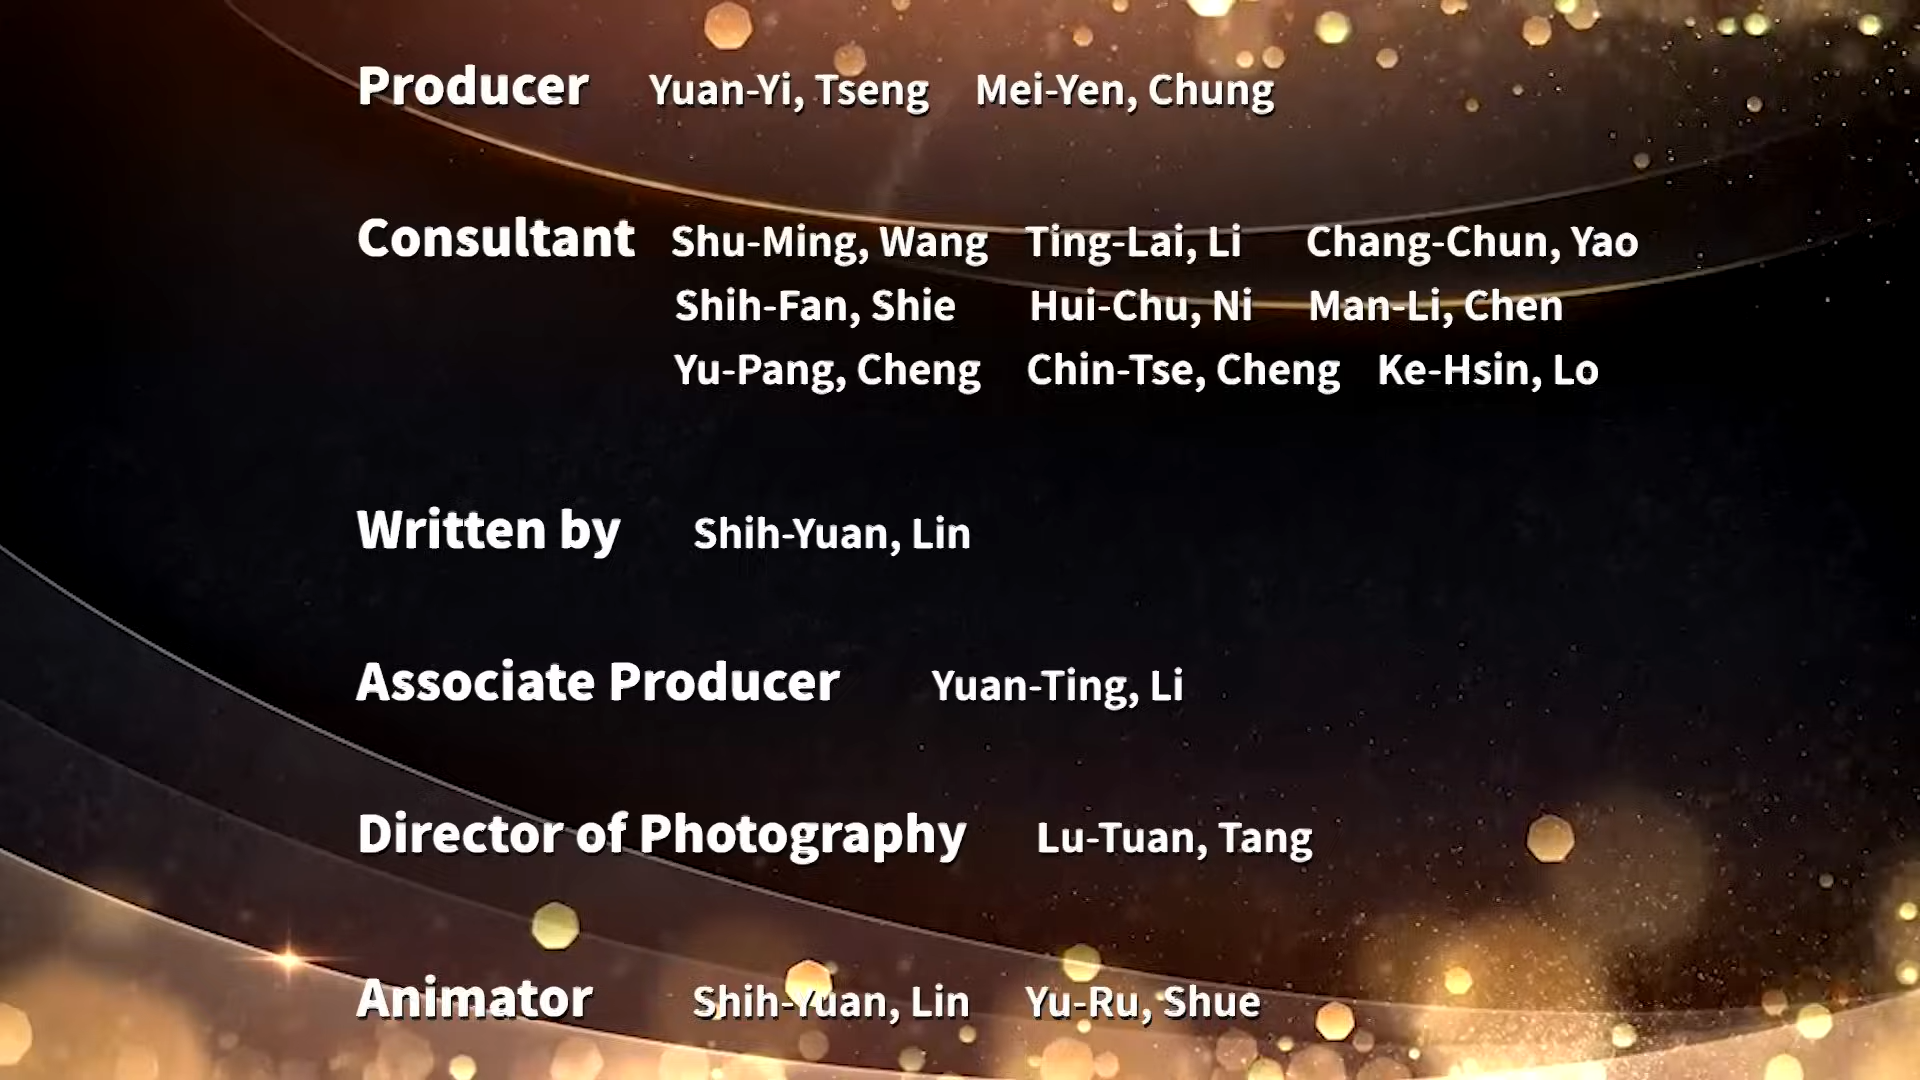 Producer Yuan-Yi, Tseng Mei-Yen, Chung
Consultant Shu-Ming, Wang Ting-Lai, Li Chang-Chun, Yao
Shih-Fan, Shie Hui-Chu, Ni Man-Li, Chen
Yu-Pang, Cheng Chin-Tse, Cheng Ke-Hsin, Lo
Written by Shih-Yuan, Lin
Associate Producer Yuan-Ting, Li
Director of Photography Lu-Tuan, Tang
Animator Shih-Yuan, Lin Yu-Ru, Shue